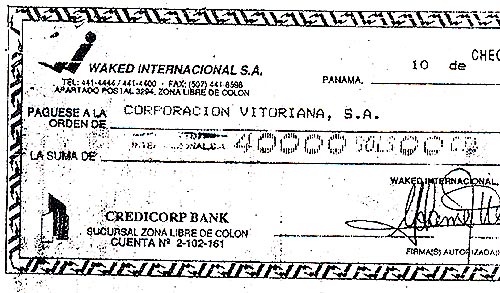 CHEC
WAKED INTERNACIONAL S.A.
TEL: 441-4444 / 441-4400 - FAX: (507) 441-8598
APARTADO POSTAL 3294, ZONA LIBRE DE COLON
PANAMA, 10 de
PAGUESE A LA
ORDEN DE CORPORACION VITORIANA, S.A.
LA SUMA DE 40000
WAKED INTERNACIONAL,
CREDICORP BANK
SUCURSAL ZONA LIBRE DE COLON
CUENTA Nº 2-102-161
FIRMA(S) AUTORIZADAS